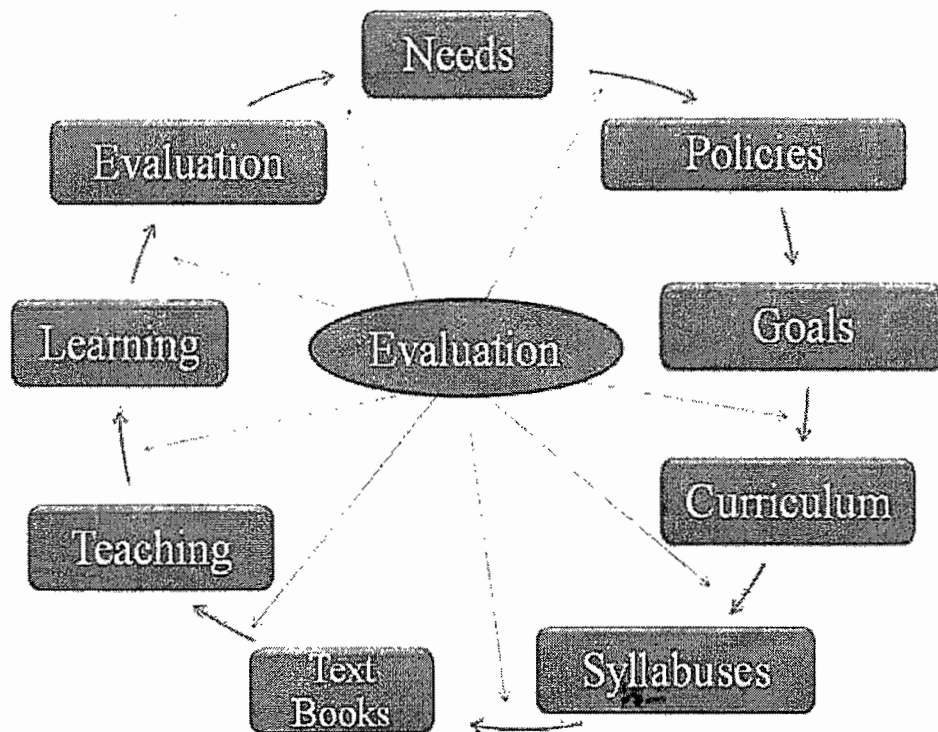 Needs
Policies
Goals
Curriculum
Syllabuses
Text
Books
Teaching
Learning
Evaluation
Evaluation